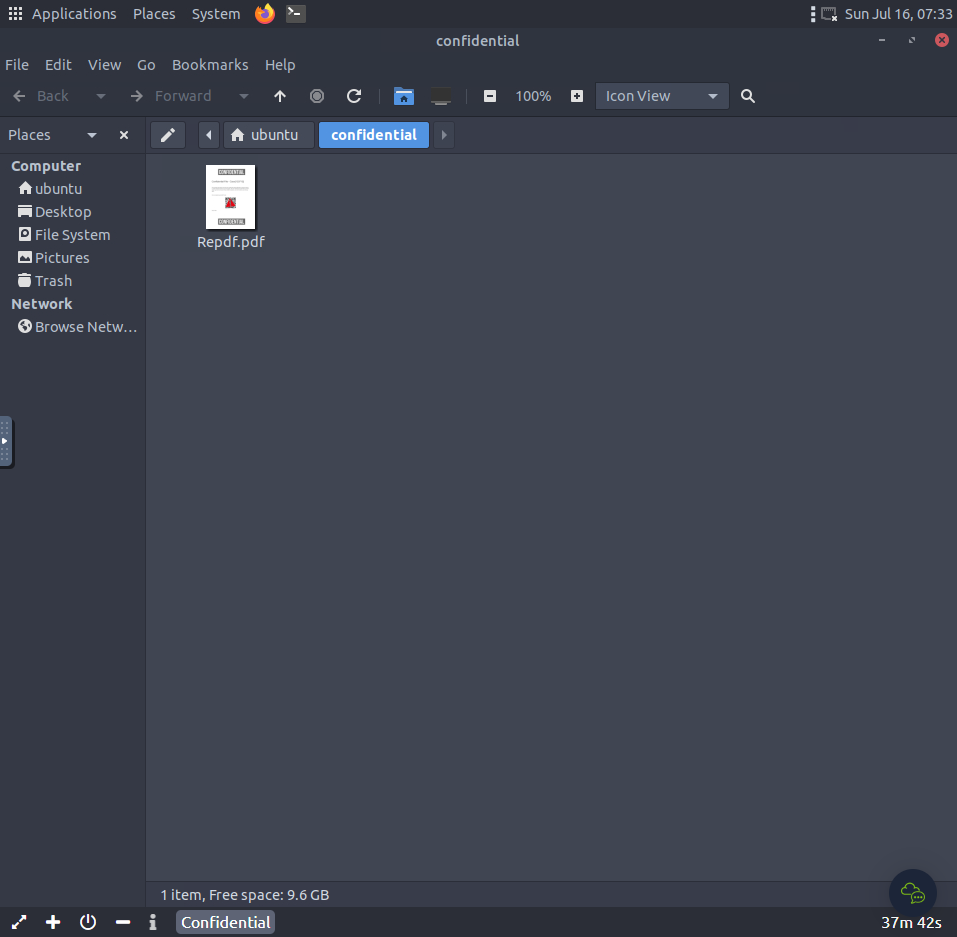 Applications Places System Sun Jul 16, 07:33
confidential
File Edit View Go Bookmarks Help
Back Forward 100% Icon View
Places ubuntu confidential
Computer
ubuntu
Desktop
File System
Pictures
Trash
Network
Browse Netw...
CONFIDENTIAL
CONFIDENTIAL
Repdf.pdf
1 item, Free space: 9.6 GB
Confidential 37m 42s